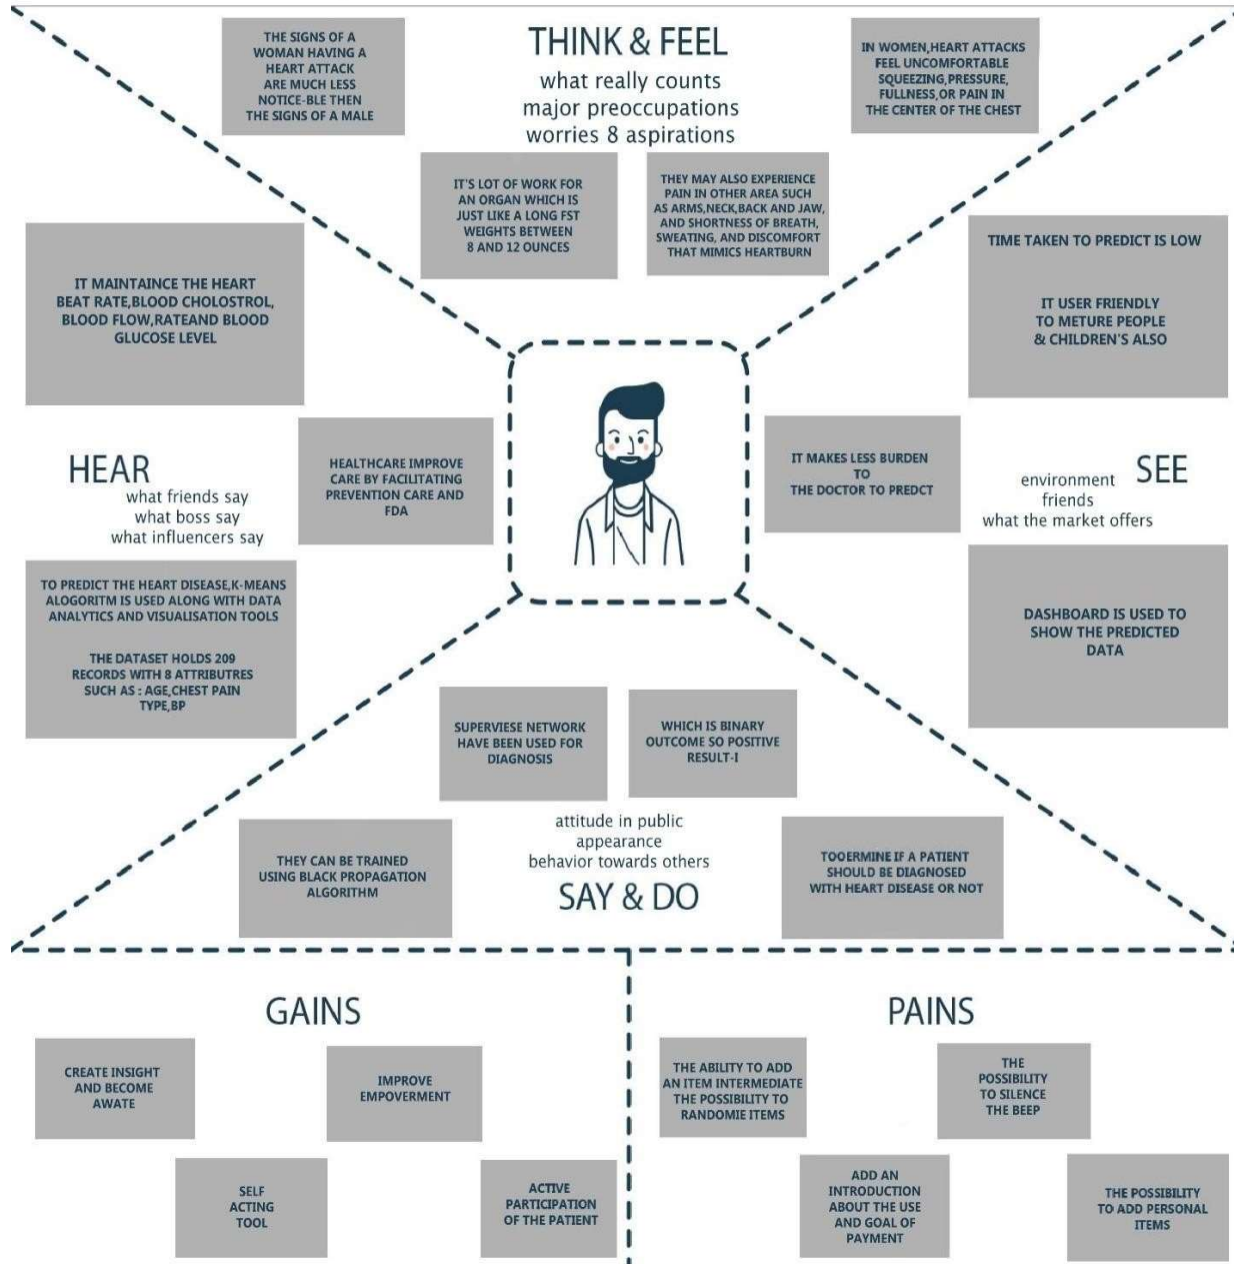 THE SIGNS OF A
WOMAN HAVING A
HEART ATTACK
ARE MUCH LESS
NOTICE-BLE THEN
THE SIGNS OF A MALE
THINK & FEEL
what really counts
major preoccupations
worries 8 aspirations
IN WOMEN,HEART ATTACKS
FEEL UNCOMFORTABLE
SQUEEZING,PRESSURE,
FULLNESS,OR PAIN IN
THE CENTER OF THE CHEST
IT'S LOT OF WORK FOR
AN ORGAN WHICH IS
JUST LIKE A LONG FST
WEIGHTS BETWEEN
8 AND 12 OUNCES
THEY MAY ALSO EXPERIENCE
PAIN IN OTHER AREA SUCH
AS ARMS,NECK,BACK AND JAW,
AND SHORTNESS OF BREATH,
SWEATING, AND DISCOMFORT
THAT MIMICS HEARTBURN
IT MAINTAINCE THE HEART
BEAT RATE,BLOOD CHOLOSTROL,
BLOOD FLOW,RATEAND BLOOD
GLUCOSE LEVEL
TIME TAKEN TO PREDICT IS LOW
IT USER FRIENDLY
TO METURE PEOPLE
& CHILDREN'S ALSO
HEAR
what friends say
what boss say
what influencers say
HEALTHCARE IMPROVE
CARE BY FACILITATING
PREVENTION CARE AND
FDA
IT MAKES LESS BURDEN
TO
THE DOCTOR TO PREDCT
SEE
environment
friends
what the market offers
TO PREDICT THE HEART DISEASE,K-MEANS
ALOGORITM IS USED ALONG WITH DATA
ANALYTICS AND VISUALISATION TOOLS
THE DATASET HOLDS 209
RECORDS WITH 8 ATTRIBUTRES
SUCH AS : AGE,CHEST PAIN
TYPE,BP
DASHBOARD IS USED TO
SHOW THE PREDICTED
DATA
SUPERVIESE NETWORK
HAVE BEEN USED FOR
DIAGNOSIS
WHICH IS BINARY
OUTCOME SO POSITIVE
RESULT-I
THEY CAN BE TRAINED
USING BLACK PROPAGATION
ALGORITHM
attitude in public
appearance
behavior towards others
SAY & DO
TOOERMINE IF A PATIENT
SHOULD BE DIAGNOSED
WITH HEART DISEASE OR NOT
GAINS
CREATE INSIGHT
AND BECOME
AWATE
IMPROVE
EMPOVERMENT
SELF
ACTING
TOOL
ACTIVE
PARTICIPATION
OF THE PATIENT
PAINS
THE ABILITY TO ADD
AN ITEM INTERMEDIATE
THE POSSIBILITY TO
RANDOMIE ITEMS
THE
POSSIBILITY
TO SILENCE
THE BEEP
ADD AN
INTRODUCTION
ABOUT THE USE
AND GOAL OF
PAYMENT
THE POSSIBILITY
TO ADD PERSONAL
ITEMS